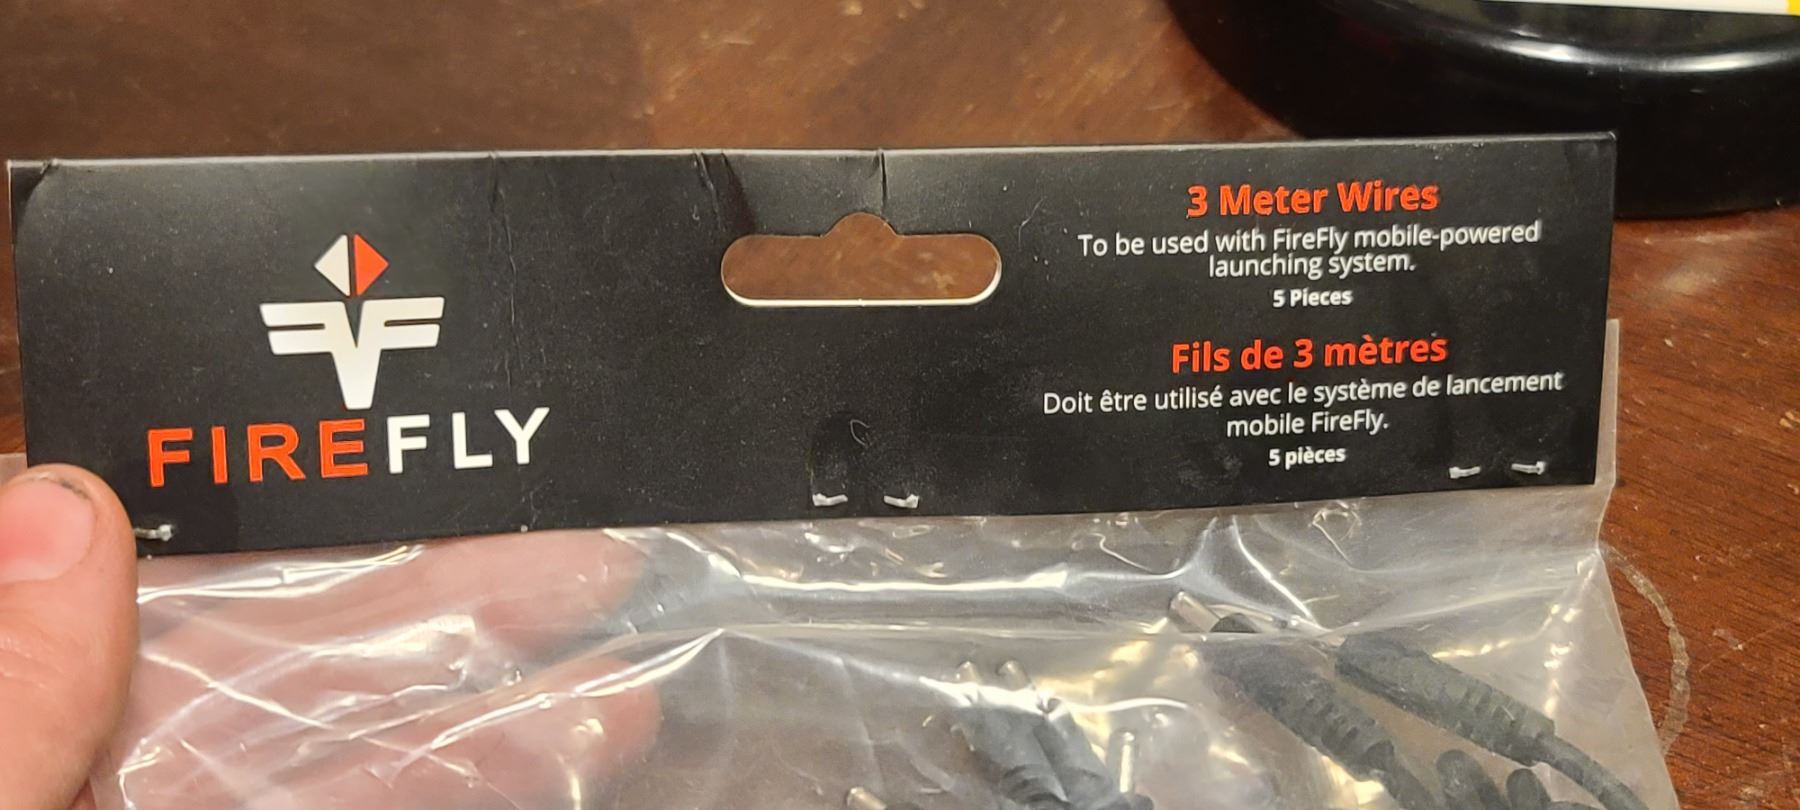 FIREFLY
3 Meter Wires
To be used with FireFly mobile-powered
launching system.
5 Pieces
Fils de 3 mètres
Doit être utilisé avec le système de lancement
mobile FireFly.
5 pièces